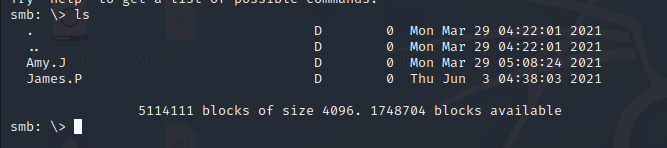 Try "help" to get a list of possible commands.
smb: \> ls
. D 0 Mon Mar 29 04:22:01 2021
.. D 0 Mon Mar 29 04:22:01 2021
Amy.J D 0 Mon Mar 29 05:08:24 2021
James.P D 0 Thu Jun 3 04:38:03 2021
5114111 blocks of size 4096. 1748704 blocks available
smb: \>